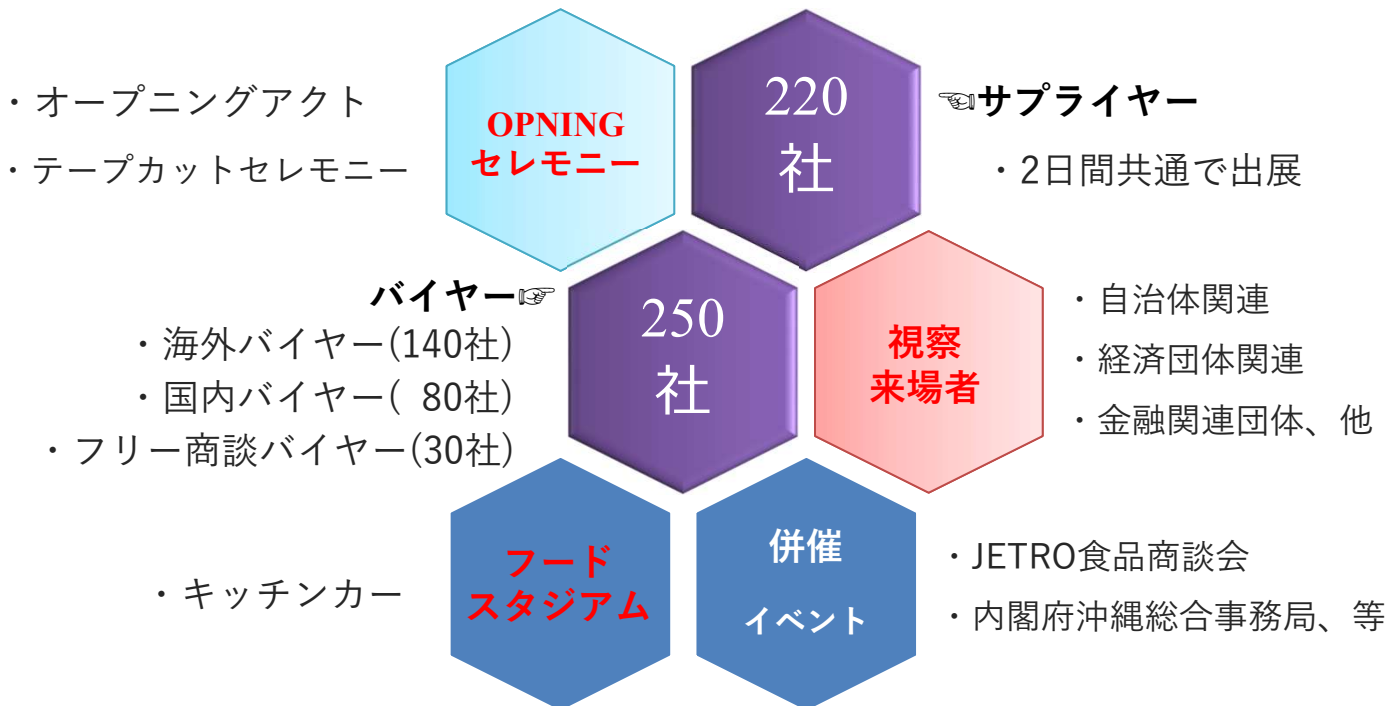 ・オープニングアクト
・テープカットセレモニー
OPNING
セレモニー
220
社
☜サプライヤー
・2日間共通で出展
バイヤー☞
・海外バイヤー(140社)
・国内バイヤー( 80社)
・フリー商談バイヤー(30社)
250
社
視察
来場者
・自治体関連
・経済団体関連
・金融関連団体、他
・キッチンカー
フード
スタジアム
併催
イベント
・JETRO食品商談会
・内閣府沖縄総合事務局、等